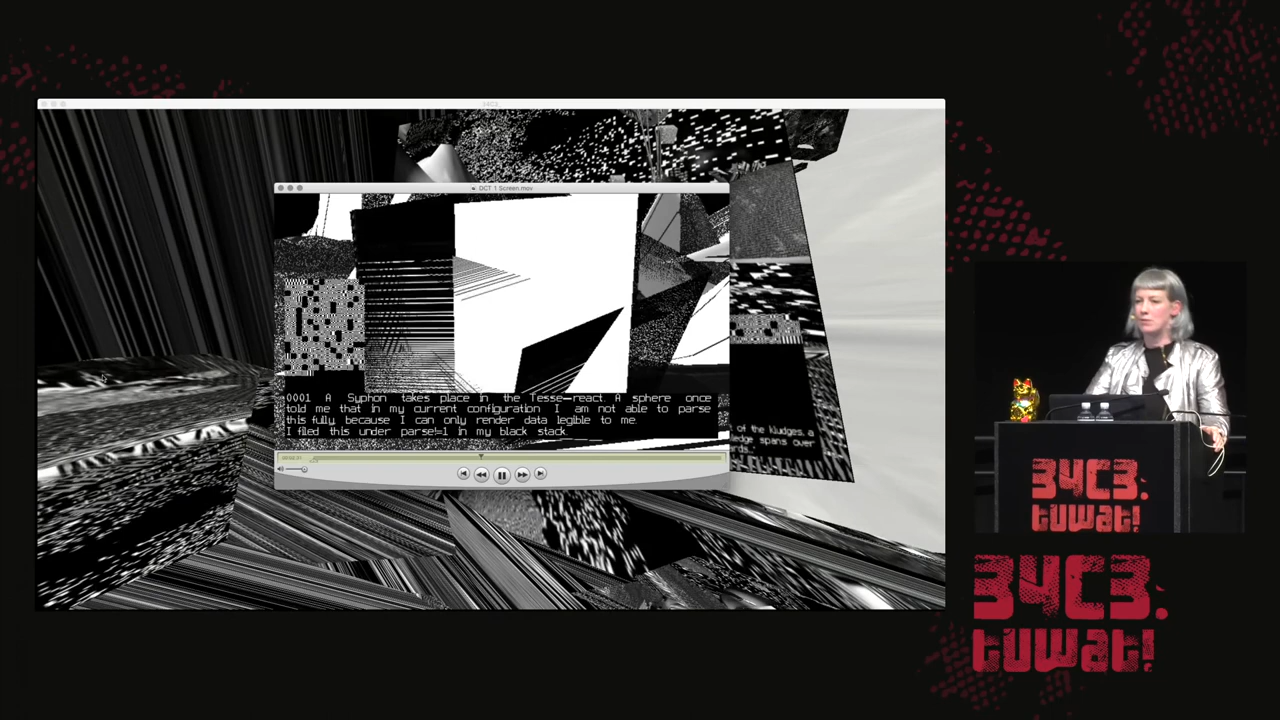 34C3_
DCT 1 Screen.mov
0001 A Syphon takes place in the Tesse—react. A sphere once
told me that in my current configuration I am not able to parse
this fully because I can only render data legible to me.
I filed this under parse!=1 in my black stack.
of the kludges, a
spans over
34C3.
tuwat!
34C3.
tuwat!